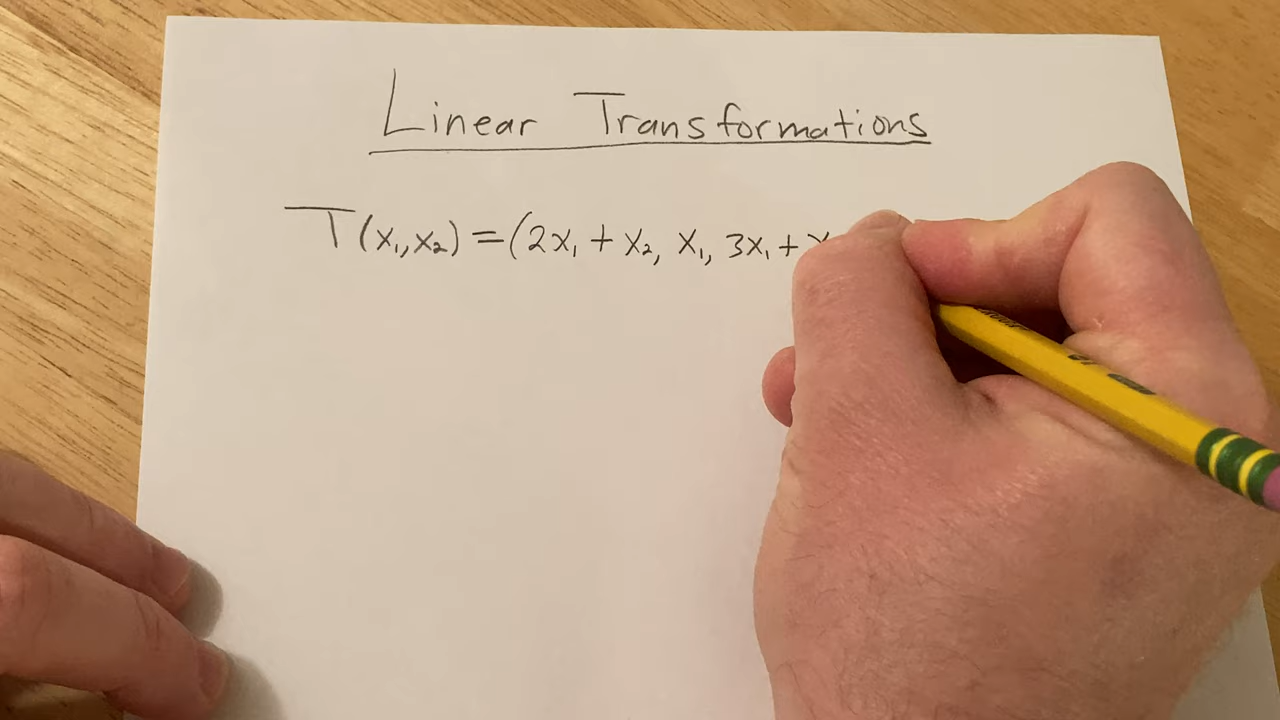 Linear Transformations
T(x₁,x₂) = (2x₁ + x₂, x₁, 3x₁ + x